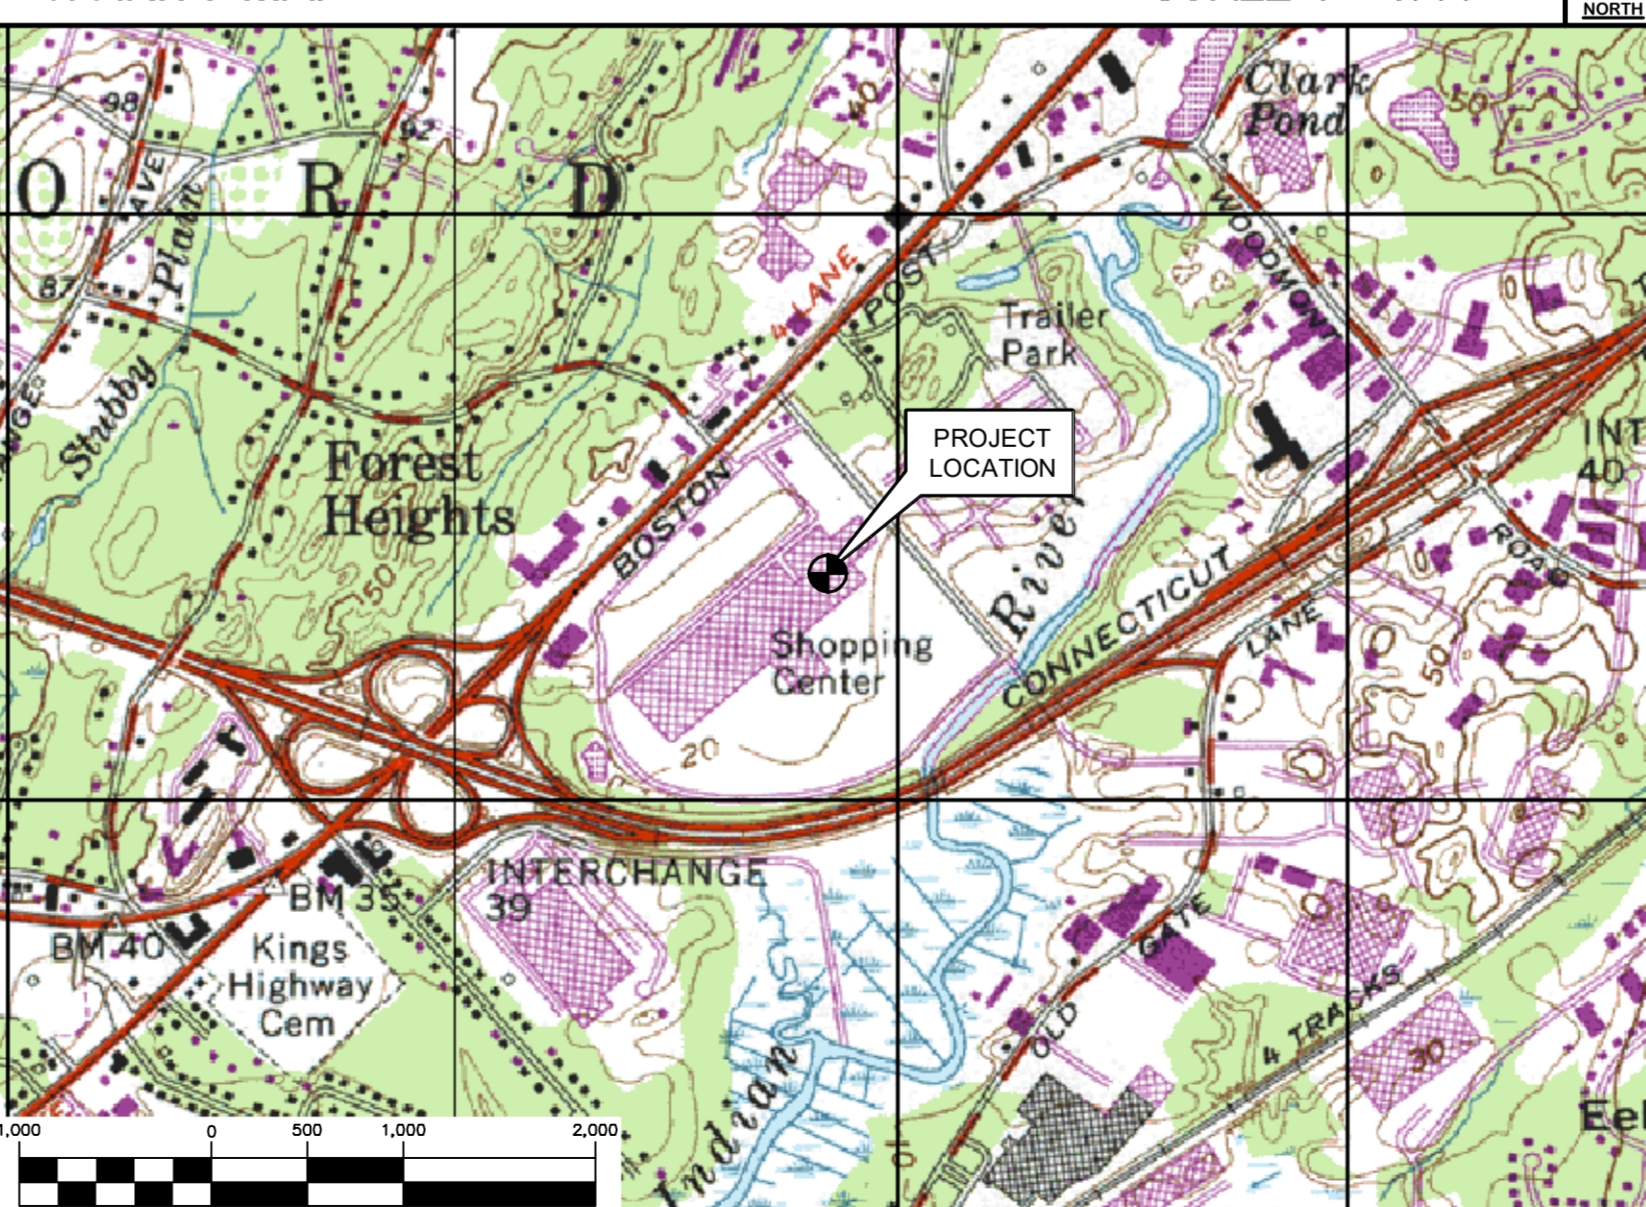 NORTH
Clark
Pond
98
92
40
50
O R D
AVE
Plain
WOODMONT
87
4 LANE
POST
Trailer
Park
Stubby
PROJECT
LOCATION
INT
40
Forest
Heights
BOSTON
River
ROAD
50
CONNECTICUT
LANE
Shopping
Center
50
20
INTERCHANGE
39
BM 35
BM 40
GATE
Kings
Highway
Cem
OLD
4 TRACKS
30
Indian
Eel
1,000 0 500 1,000 2,000